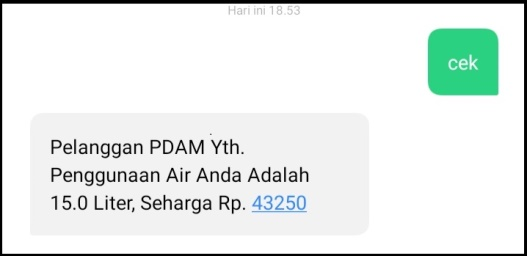 Hari ini 18.53
cek
Pelanggan PDAM Yth.
Penggunaan Air Anda Adalah
15.0 Liter, Seharga Rp. 43250